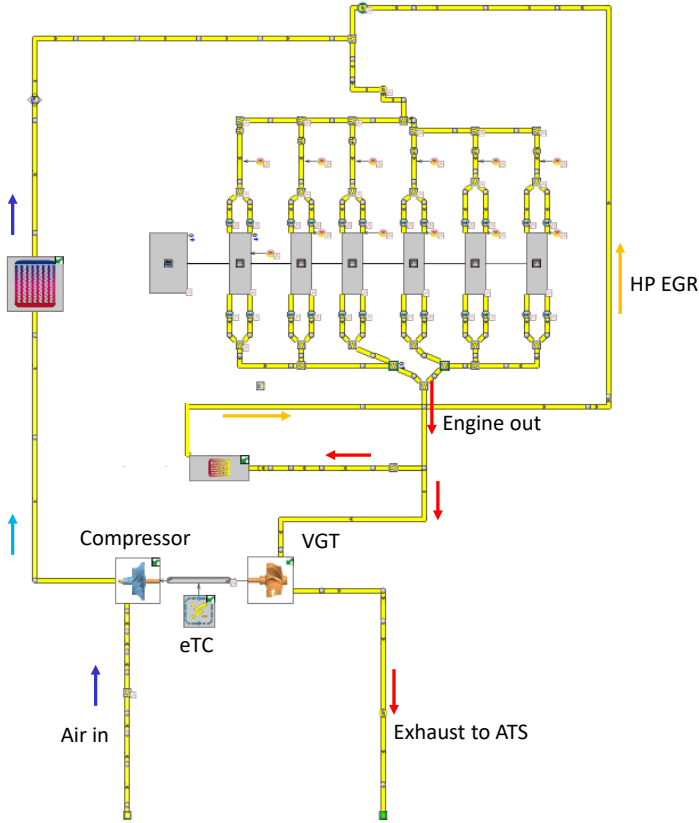 HP EGR
Engine out
Compressor
VGT
eTC
Air in
Exhaust to ATS